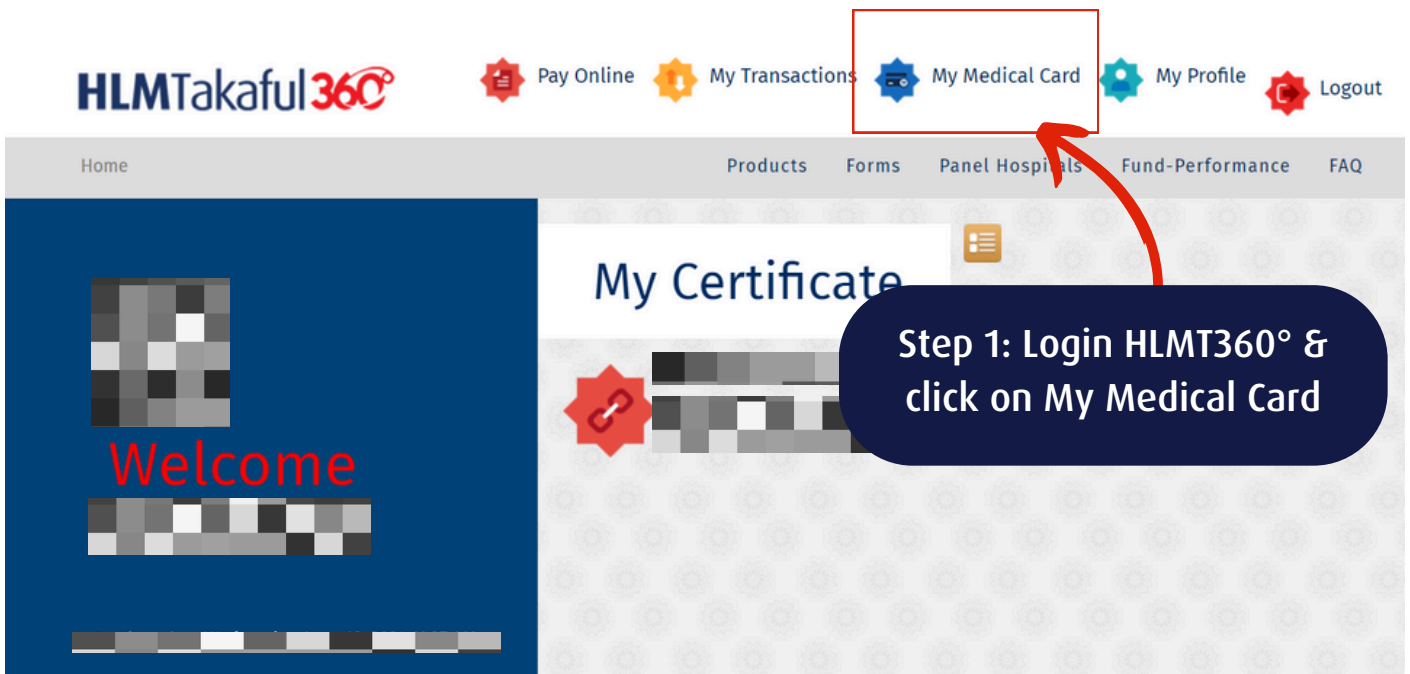 HLMTakaful360°
Pay Online
My Transactions
My Medical Card
My Profile
Logout
Home
Products
Forms
Panel Hospitals
Fund-Performance
FAQ
My Certificate
Step 1: Login HLMT360° &
click on My Medical Card
Welcome